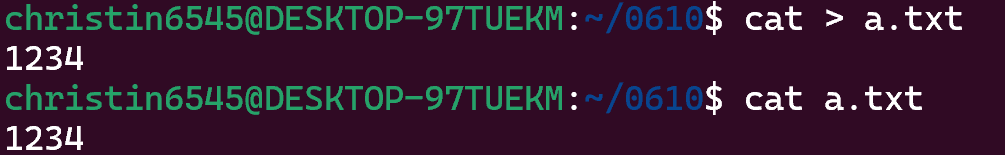 christin6545@DESKTOP-97TUEKM:~/0610$ cat > a.txt
1234
christin6545@DESKTOP-97TUEKM:~/0610$ cat a.txt
1234